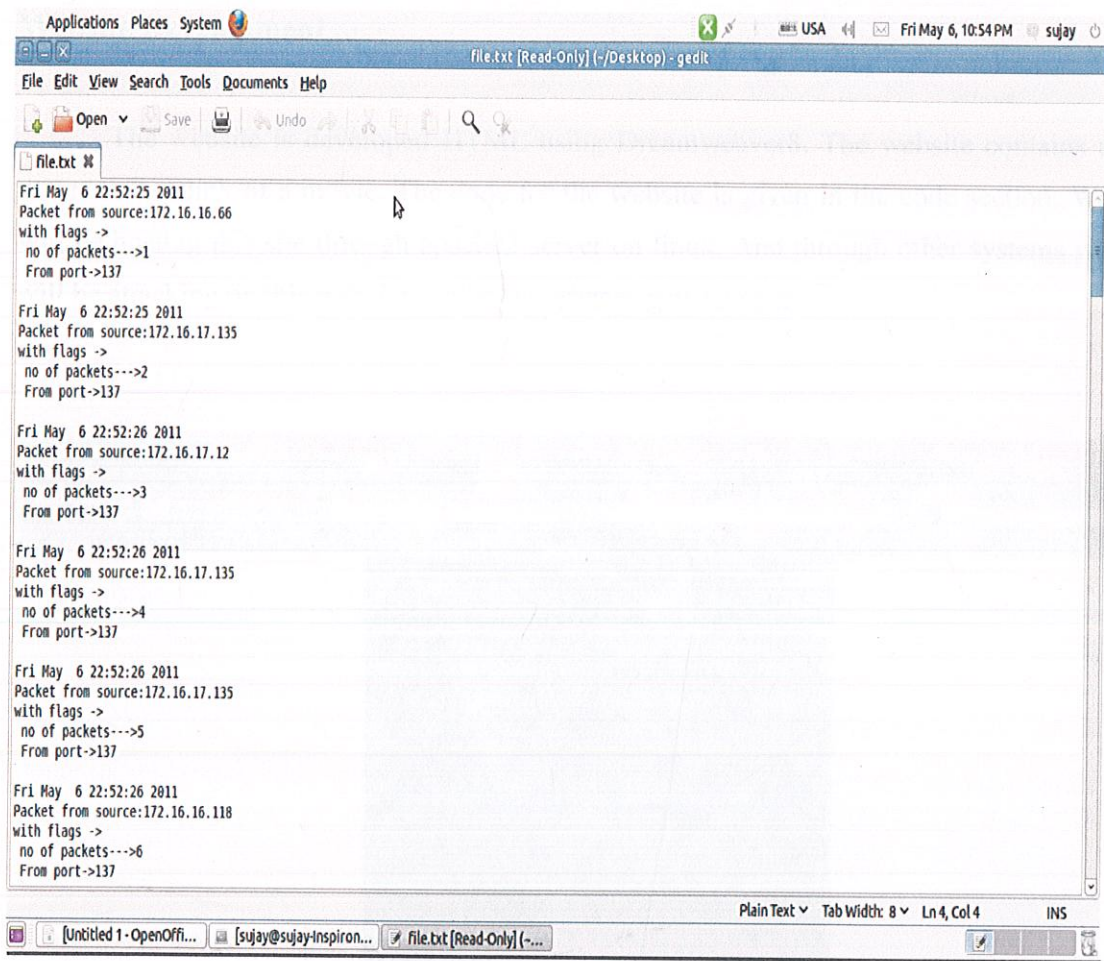 Applications Places System USA Fri May 6, 10:54 PM sujay
file.txt [Read-Only] (~/Desktop) - gedit
File Edit View Search Tools Documents Help
Open Save Undo
file.txt
Fri May 6 22:52:25 2011
Packet from source:172.16.16.66
with flags ->
no of packets--->1
From port->137
Fri May 6 22:52:25 2011
Packet from source:172.16.17.135
with flags ->
no of packets--->2
From port->137
Fri May 6 22:52:26 2011
Packet from source:172.16.17.12
with flags ->
no of packets--->3
From port->137
Fri May 6 22:52:26 2011
Packet from source:172.16.17.135
with flags ->
no of packets--->4
From port->137
Fri May 6 22:52:26 2011
Packet from source:172.16.17.135
with flags ->
no of packets--->5
From port->137
Fri May 6 22:52:26 2011
Packet from source:172.16.16.118
with flags ->
no of packets--->6
From port->137
Plain Text Tab Width: 8 Ln 4, Col 4 INS
[Untitled 1 - OpenOffi... [sujay@sujay-Inspiron... file.txt [Read-Only] (~...